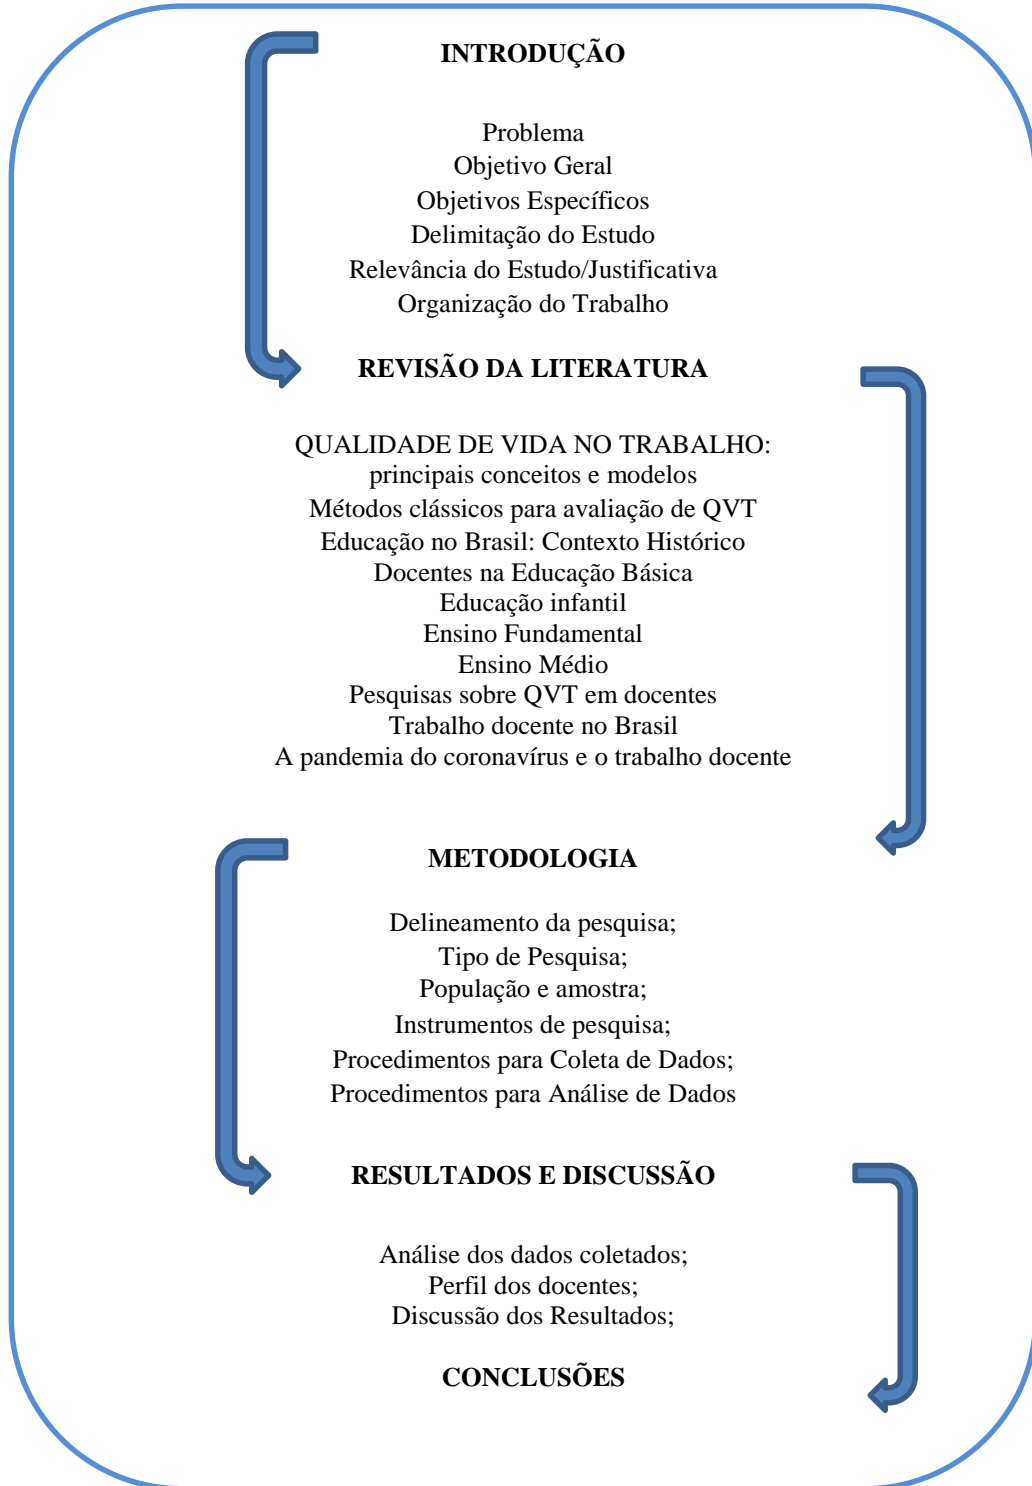 INTRODUÇÃO
Problema
Objetivo Geral
Objetivos Específicos
Delimitação do Estudo
Relevância do Estudo/Justificativa
Organização do Trabalho
REVISÃO DA LITERATURA
QUALIDADE DE VIDA NO TRABALHO:
principais conceitos e modelos
Métodos clássicos para avaliação de QVT
Educação no Brasil: Contexto Histórico
Docentes na Educação Básica
Educação infantil
Ensino Fundamental
Ensino Médio
Pesquisas sobre QVT em docentes
Trabalho docente no Brasil
A pandemia do coronavírus e o trabalho docente
METODOLOGIA
Delineamento da pesquisa;
Tipo de Pesquisa;
População e amostra;
Instrumentos de pesquisa;
Procedimentos para Coleta de Dados;
Procedimentos para Análise de Dados
RESULTADOS E DISCUSSÃO
Análise dos dados coletados;
Perfil dos docentes;
Discussão dos Resultados;
CONCLUSÕES